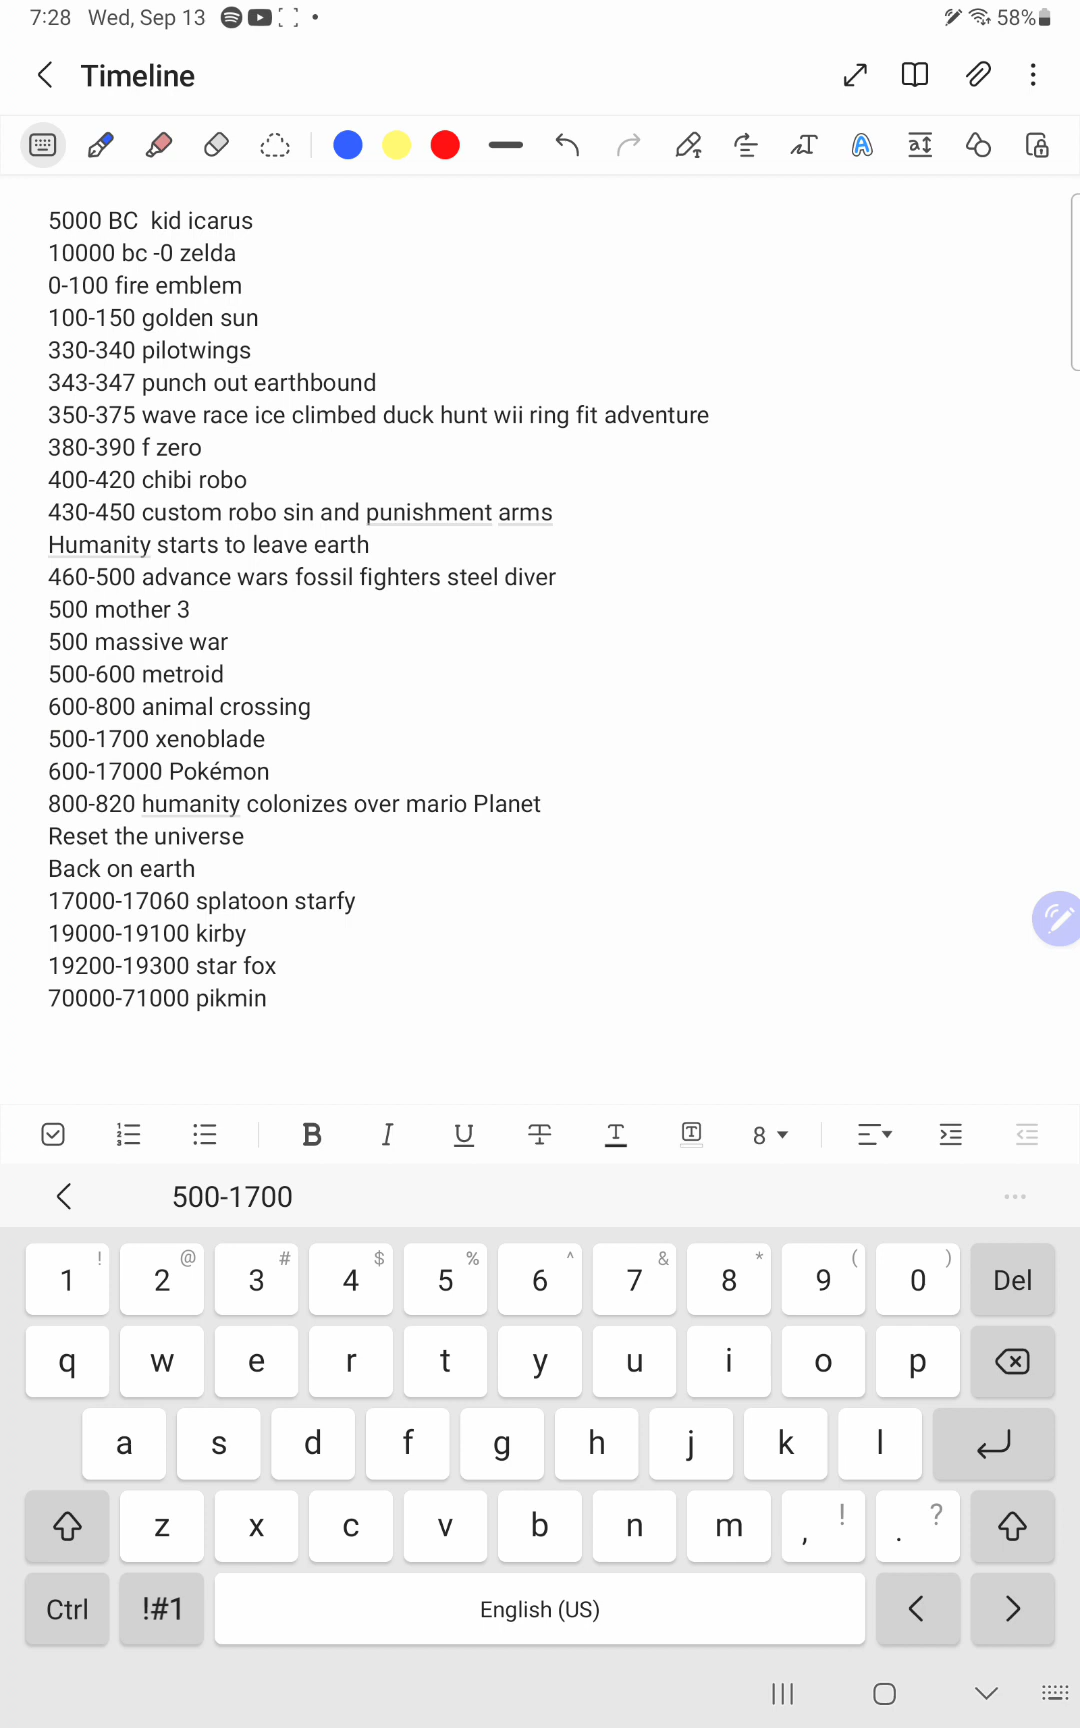 7:28 Wed, Sep 13 58%
Timeline
5000 BC  kid icarus
10000 bc -0 zelda
0-100 fire emblem
100-150 golden sun
330-340 pilotwings
343-347 punch out earthbound
350-375 wave race ice climbed duck hunt wii ring fit adventure
380-390 f zero
400-420 chibi robo
430-450 custom robo sin and punishment arms
Humanity starts to leave earth
460-500 advance wars fossil fighters steel diver
500 mother 3
500 massive war
500-600 metroid
600-800 animal crossing
500-1700 xenoblade
600-17000 Pokémon
800-820 humanity colonizes over mario Planet
Reset the universe
Back on earth
17000-17060 splatoon starfy
19000-19100 kirby
19200-19300 star fox
70000-71000 pikmin
B I U T T T 8
500-1700
! @ # $ % ^ & * ( )
1 2 3 4 5 6 7 8 9 0 Del
q w e r t y u i o p
a s d f g h j k l
z x c v b n m , ! . ?
Ctrl !#1 English (US) < >